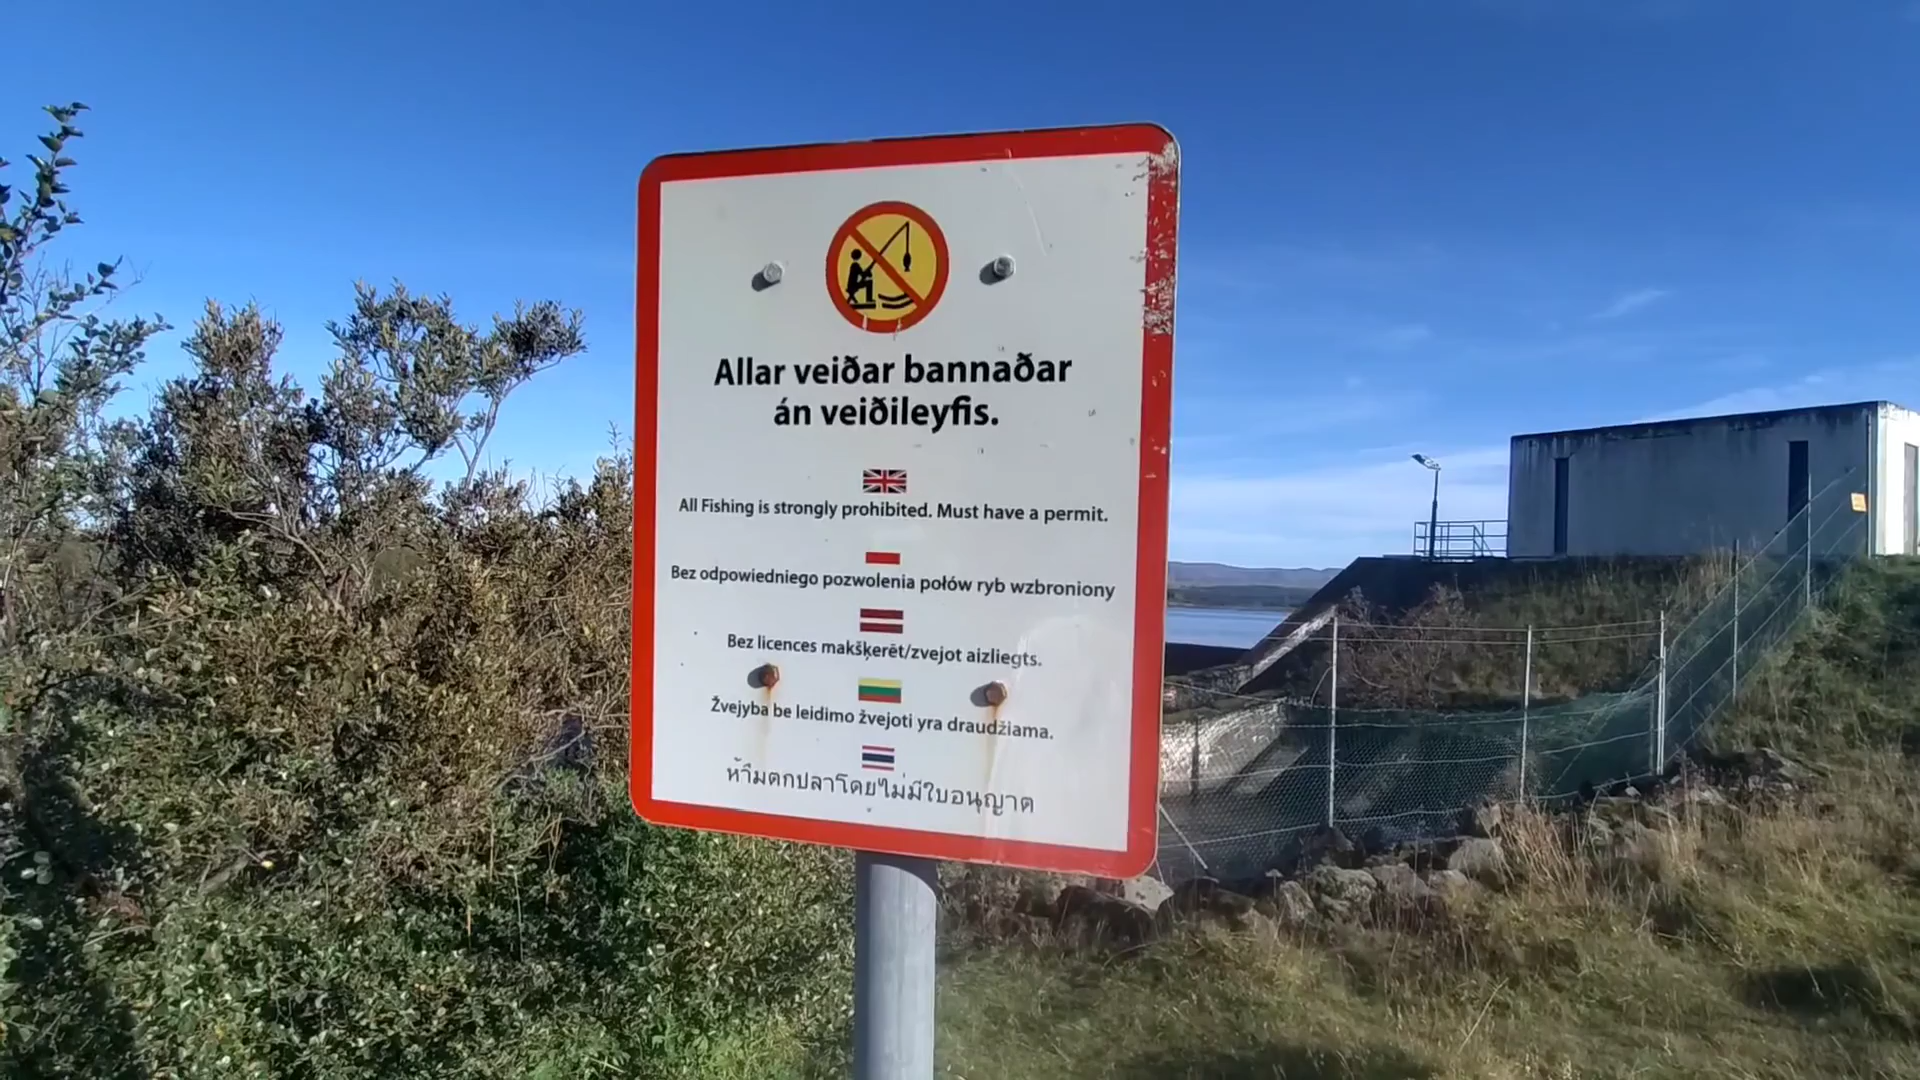 Allar veiðar bannaðar
án veiðileyfis.
All Fishing is strongly prohibited. Must have a permit.
Bez odpowiedniego pozwolenia połów ryb wzbroniony
Bez licences makšķerēt/zvejot aizliegts.
Žvejyba be leidimo žvejoti yra draudžiama.
ห้ามตกปลาโดยไม่มีใบอนุญาต